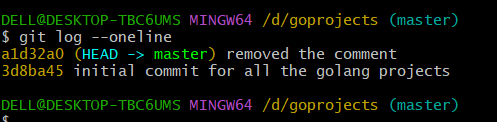 DELL@DESKTOP-TBC6UMS MINGW64 /d/goprojects (master)
$ git log --oneline
a1d32a0 (HEAD -> master) removed the comment
3d8ba45 initial commit for all the golang projects
DELL@DESKTOP-TBC6UMS MINGW64 /d/goprojects (master)
$